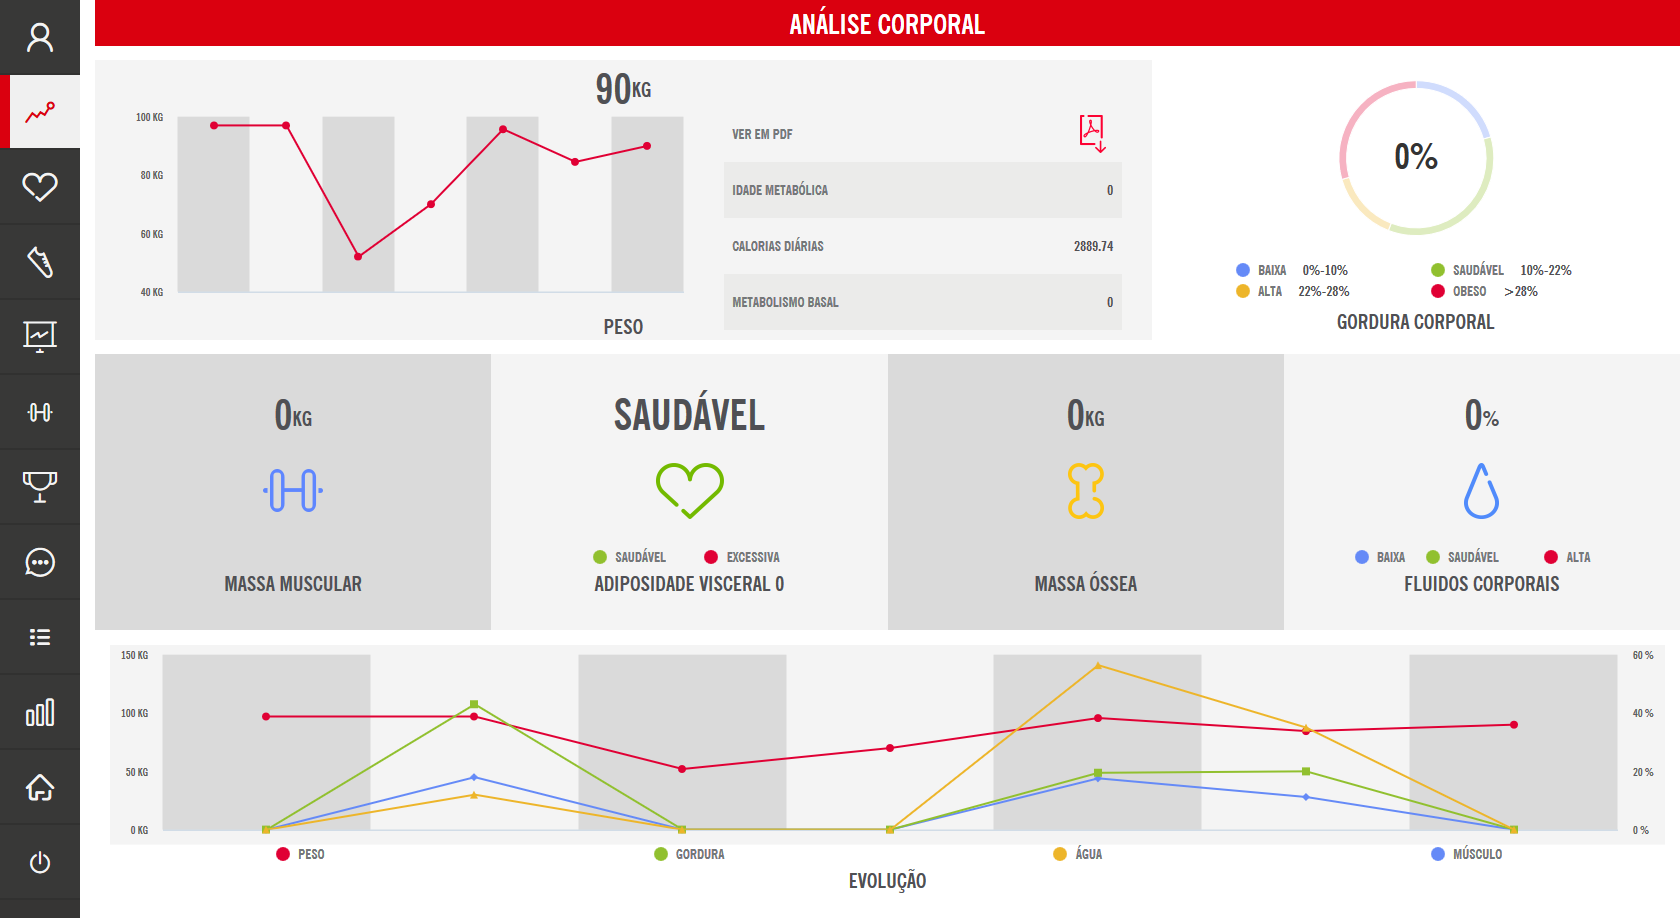 ANÁLISE CORPORAL
90KG
100 KG
80 KG
60 KG
40 KG
PESO
VER EM PDF
IDADE METABÓLICA 0
CALORIAS DIÁRIAS 2889.74
METABOLISMO BASAL 0
0%
BAIXA 0%-10% SAUDÁVEL 10%-22%
ALTA 22%-28% OBESO >28%
GORDURA CORPORAL
0KG
MASSA MUSCULAR
SAUDÁVEL
SAUDÁVEL EXCESSIVA
ADIPOSIDADE VISCERAL 0
0KG
MASSA ÓSSEA
0%
BAIXA SAUDÁVEL ALTA
FLUIDOS CORPORAIS
150 KG 60 %
100 KG 40 %
50 KG 20 %
0 KG 0 %
PESO GORDURA ÁGUA MÚSCULO
EVOLUÇÃO